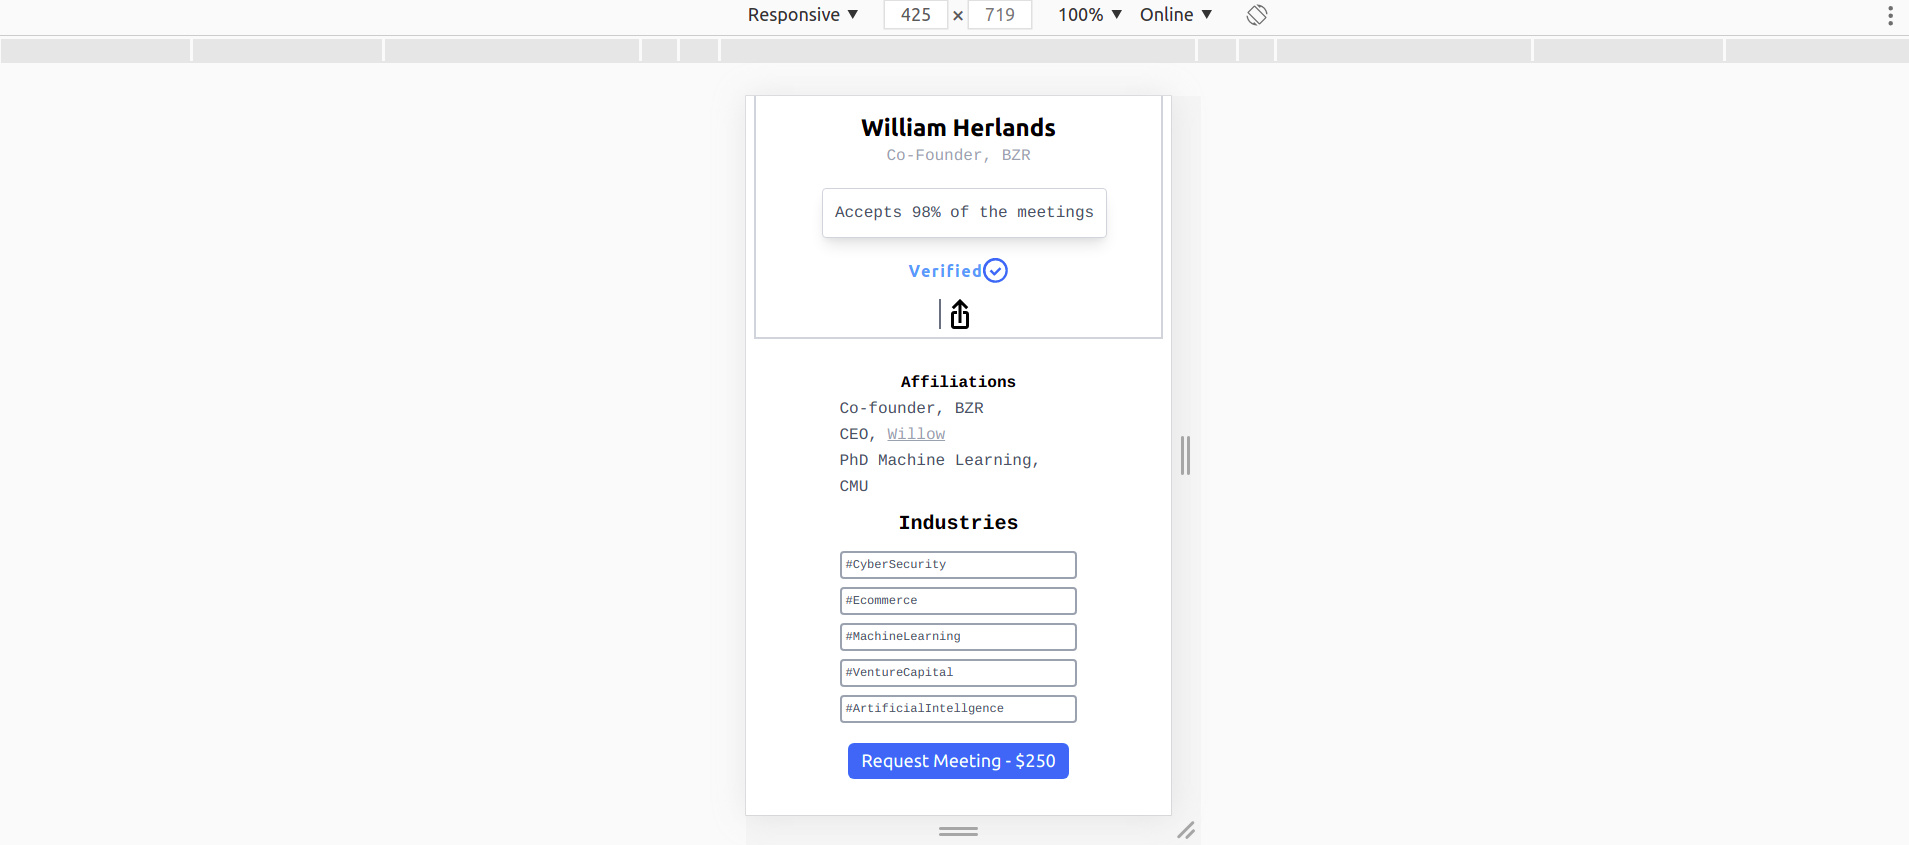 Responsive ▼ 425 × 719 100% ▼ Online ▼
William Herlands
Co-Founder, BZR
Accepts 98% of the meetings
Verified
Affiliations
Co-founder, BZR
CEO, Willow
PhD Machine Learning,
CMU
Industries
#CyberSecurity
#Ecommerce
#MachineLearning
#VentureCapital
#ArtificialIntellgence
Request Meeting - $250